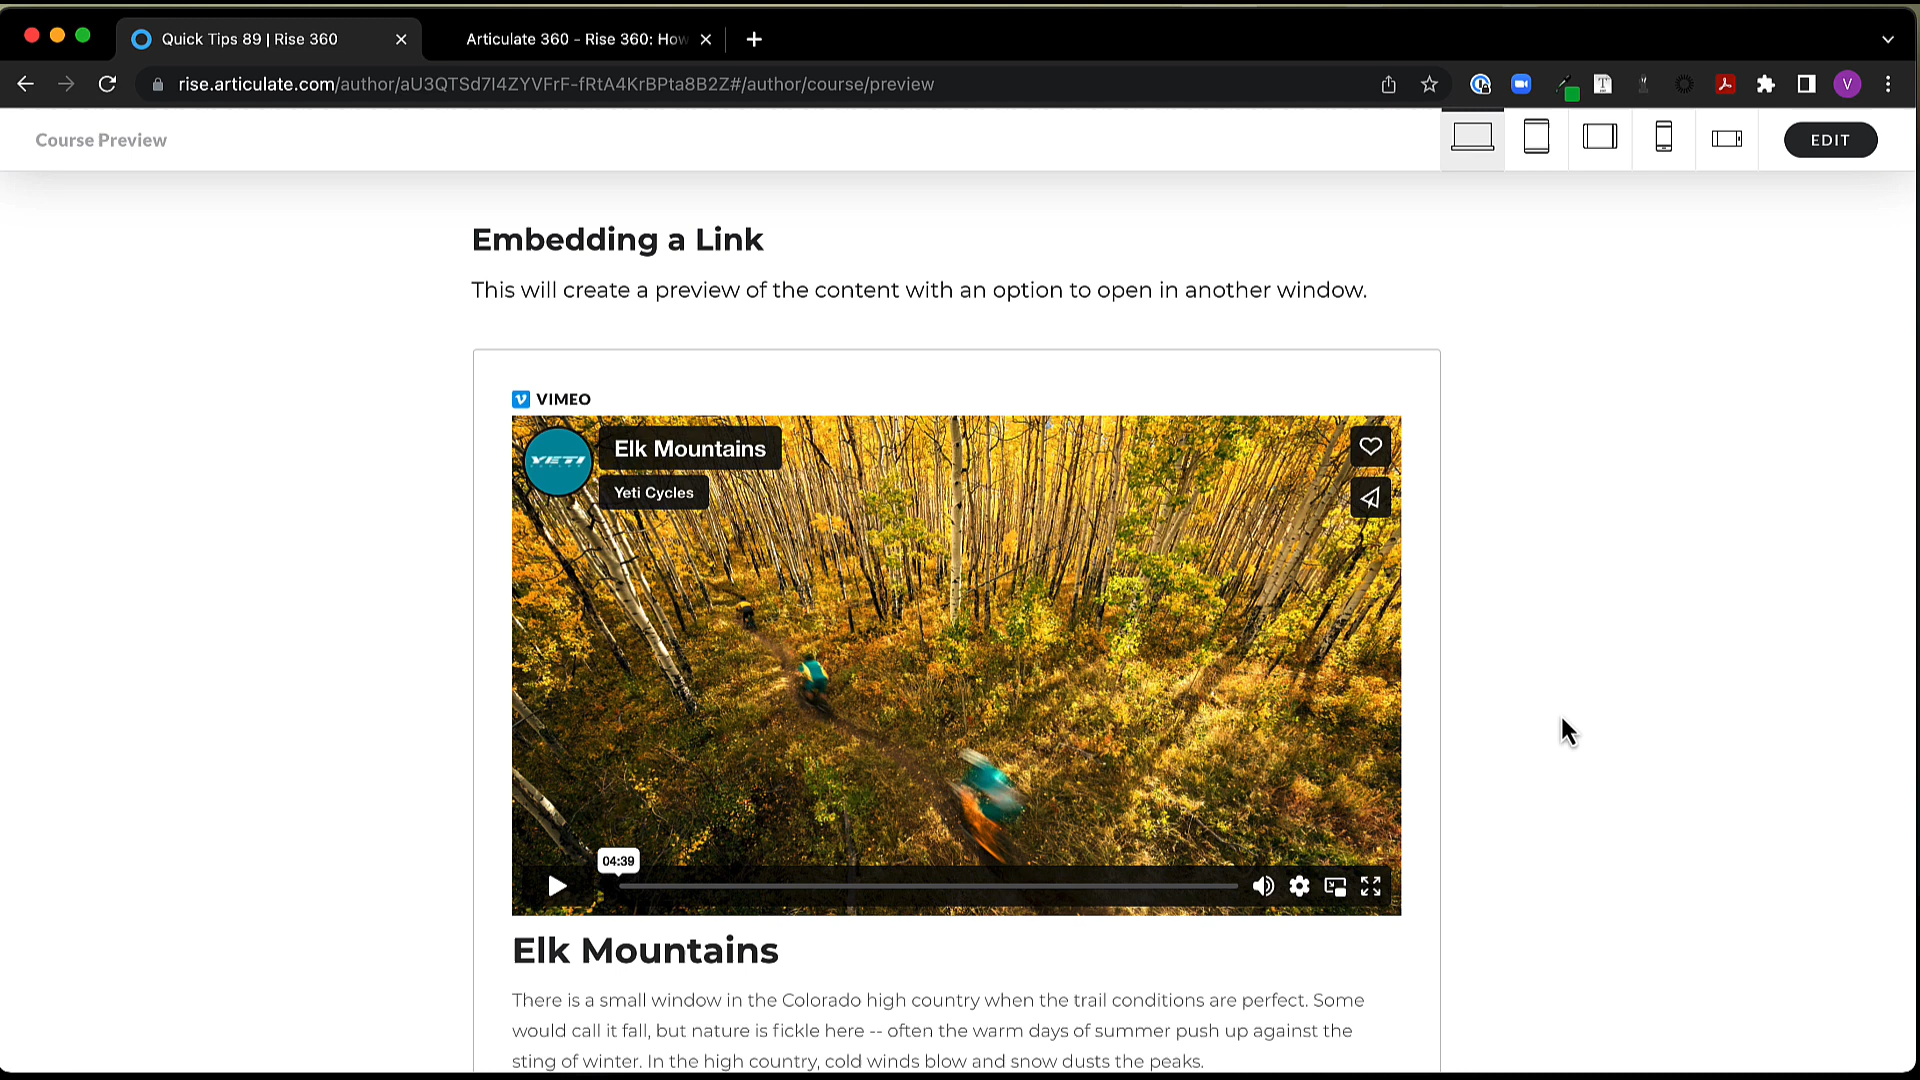 Quick Tips 89 | Rise 360
Articulate 360 - Rise 360: How
rise.articulate.com/author/aU3QTSd7I4ZYVFrF-fRtA4KrBPta8B2Z#/author/course/preview
T
V
Course Preview
EDIT
Embedding a Link
This will create a preview of the content with an option to open in another window.
VIMEO
YETI
Elk Mountains
Yeti Cycles
04:39
Elk Mountains
There is a small window in the Colorado high country when the trail conditions are perfect. Some
would call it fall, but nature is fickle here -- often the warm days of summer push up against the
sting of winter. In the high country, cold winds blow and snow dusts the peaks.